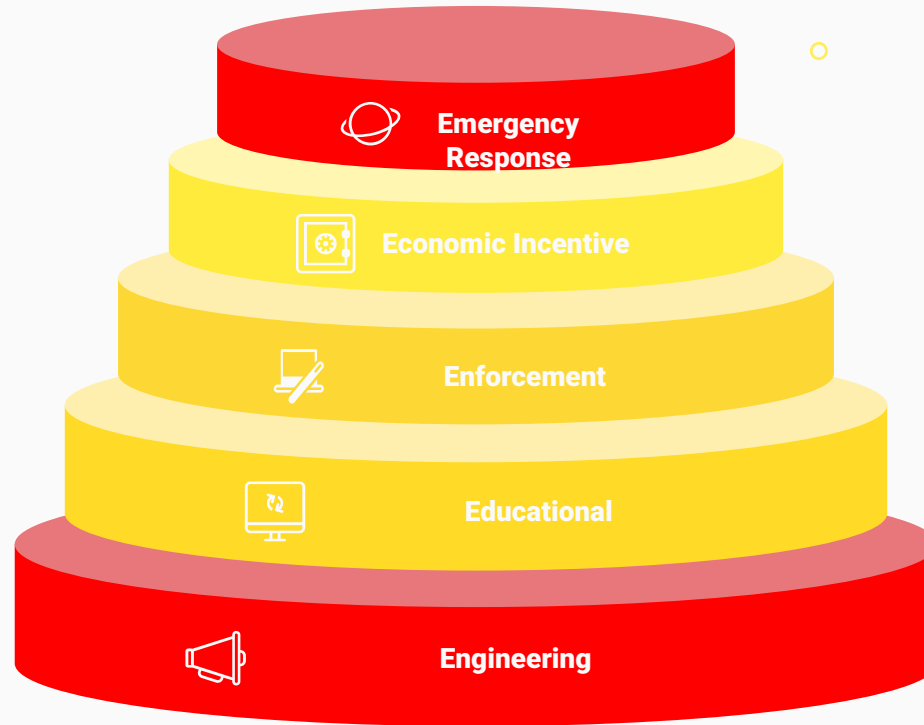 Emergency
Response
Economic Incentive
Enforcement
Educational
Engineering